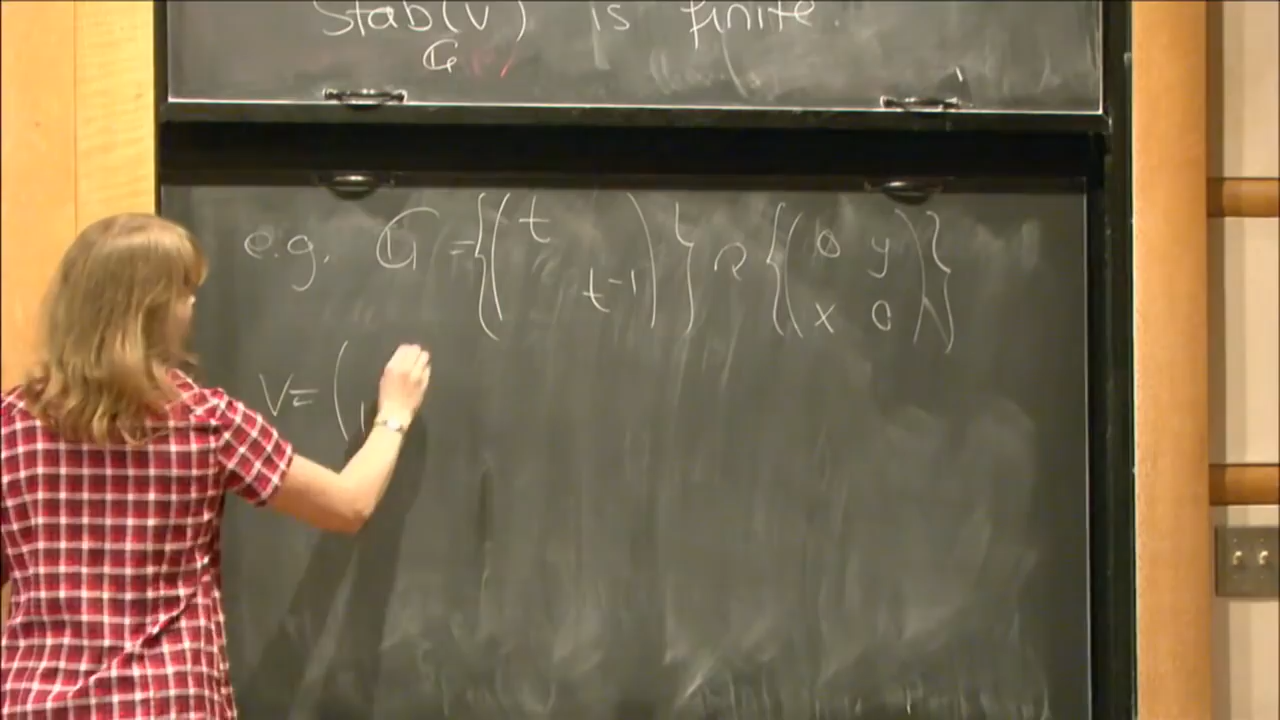 Stab(v) is finite.
G
e.g. G = {( t
t⁻¹ )} ↷ {( 0 y
x 0 )}
v = (
1